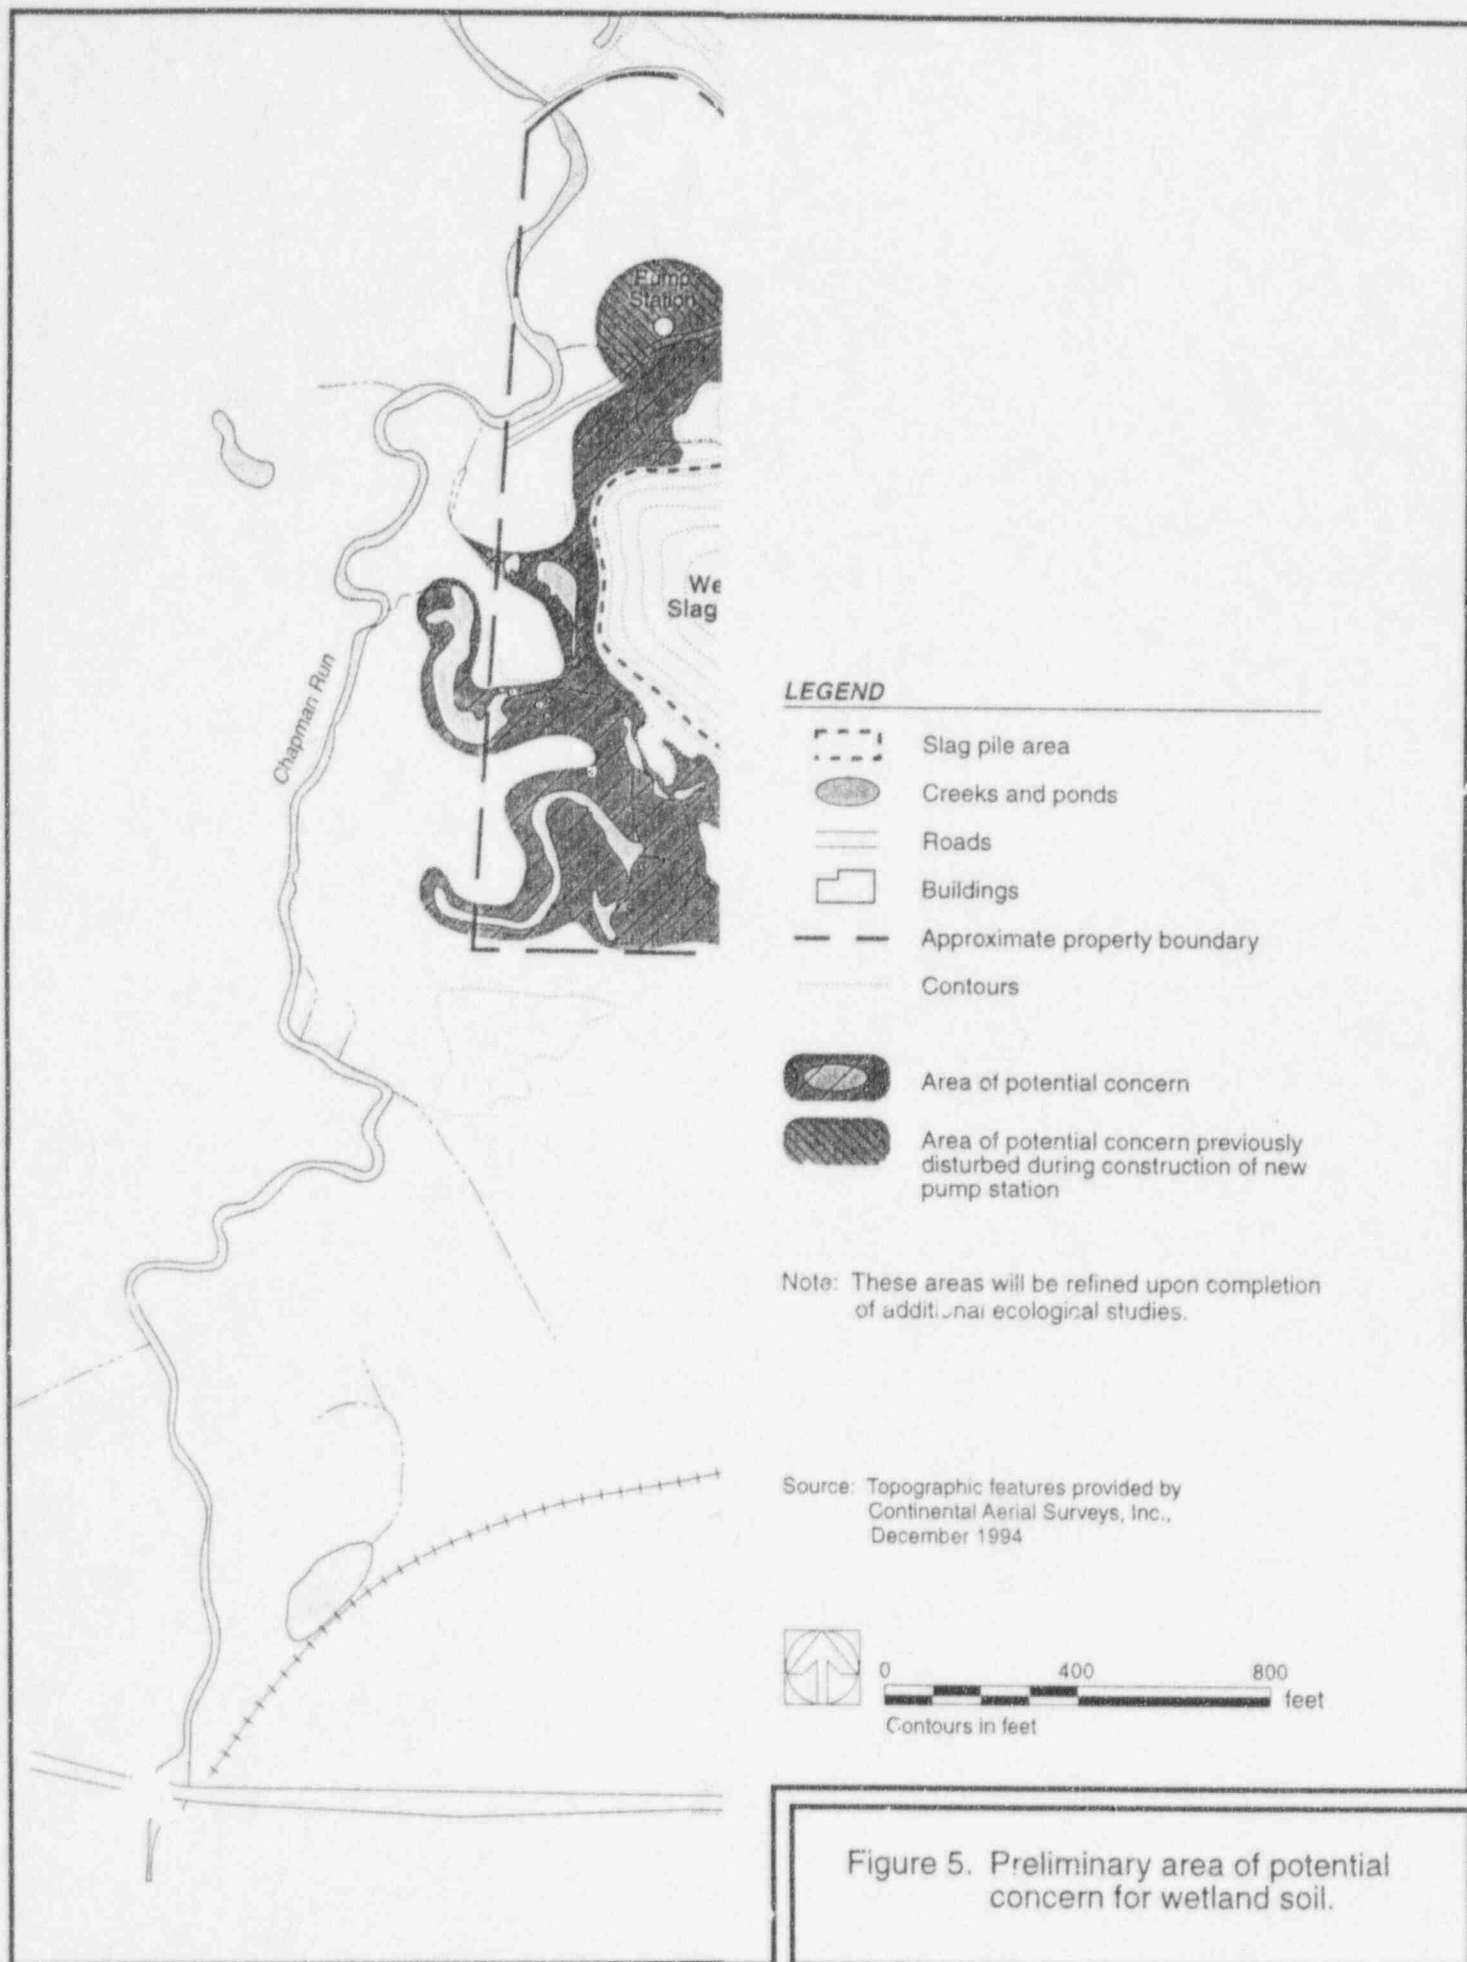 Pump
Station
We
Slag
Chapman Run
LEGEND
Slag pile area
Creeks and ponds
Roads
Buildings
Approximate property boundary
Contours
Area of potential concern
Area of potential concern previously
disturbed during construction of new
pump station
Note: These areas will be refined upon completion
of additional ecological studies.
Source: Topographic features provided by
Continental Aerial Surveys, Inc.,
December 1994
0 400 800
feet
Contours in feet
Figure 5. Preliminary area of potential
concern for wetland soil.